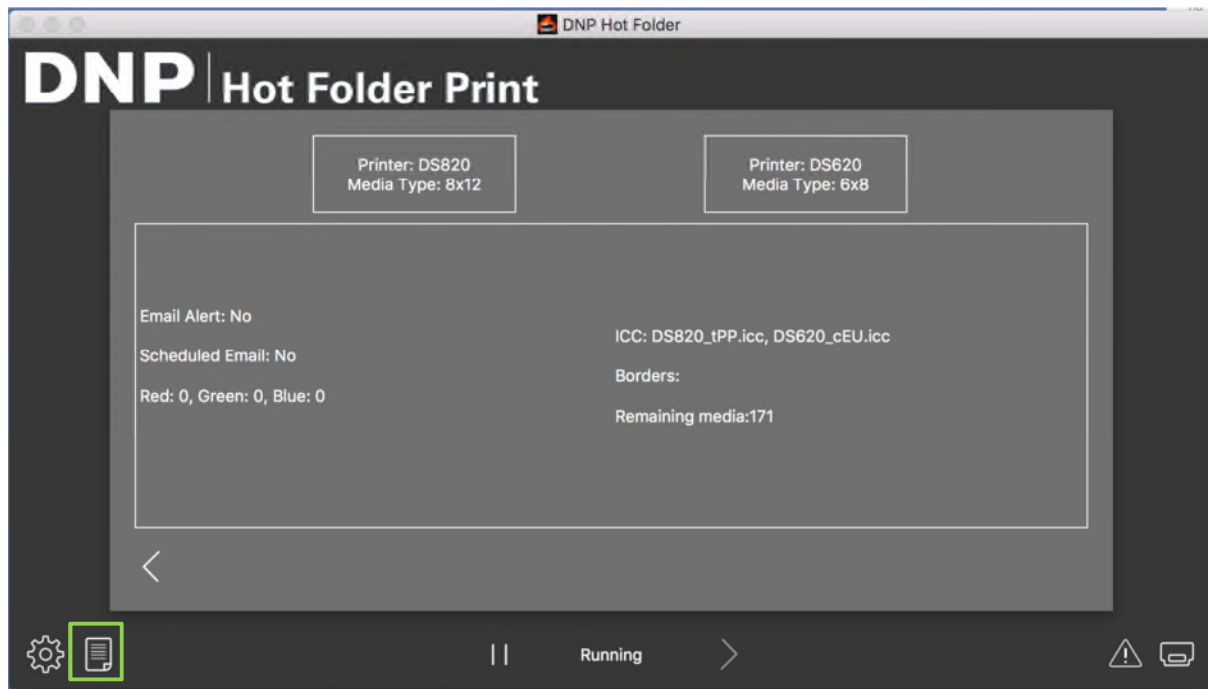 DNP Hot Folder
DNP Hot Folder Print
Printer: DS820
Media Type: 8x12
Printer: DS620
Media Type: 6x8
Email Alert: No
Scheduled Email: No
Red: 0, Green: 0, Blue: 0
ICC: DS820_tPP.icc, DS620_cEU.icc
Borders:
Remaining media:171
Running